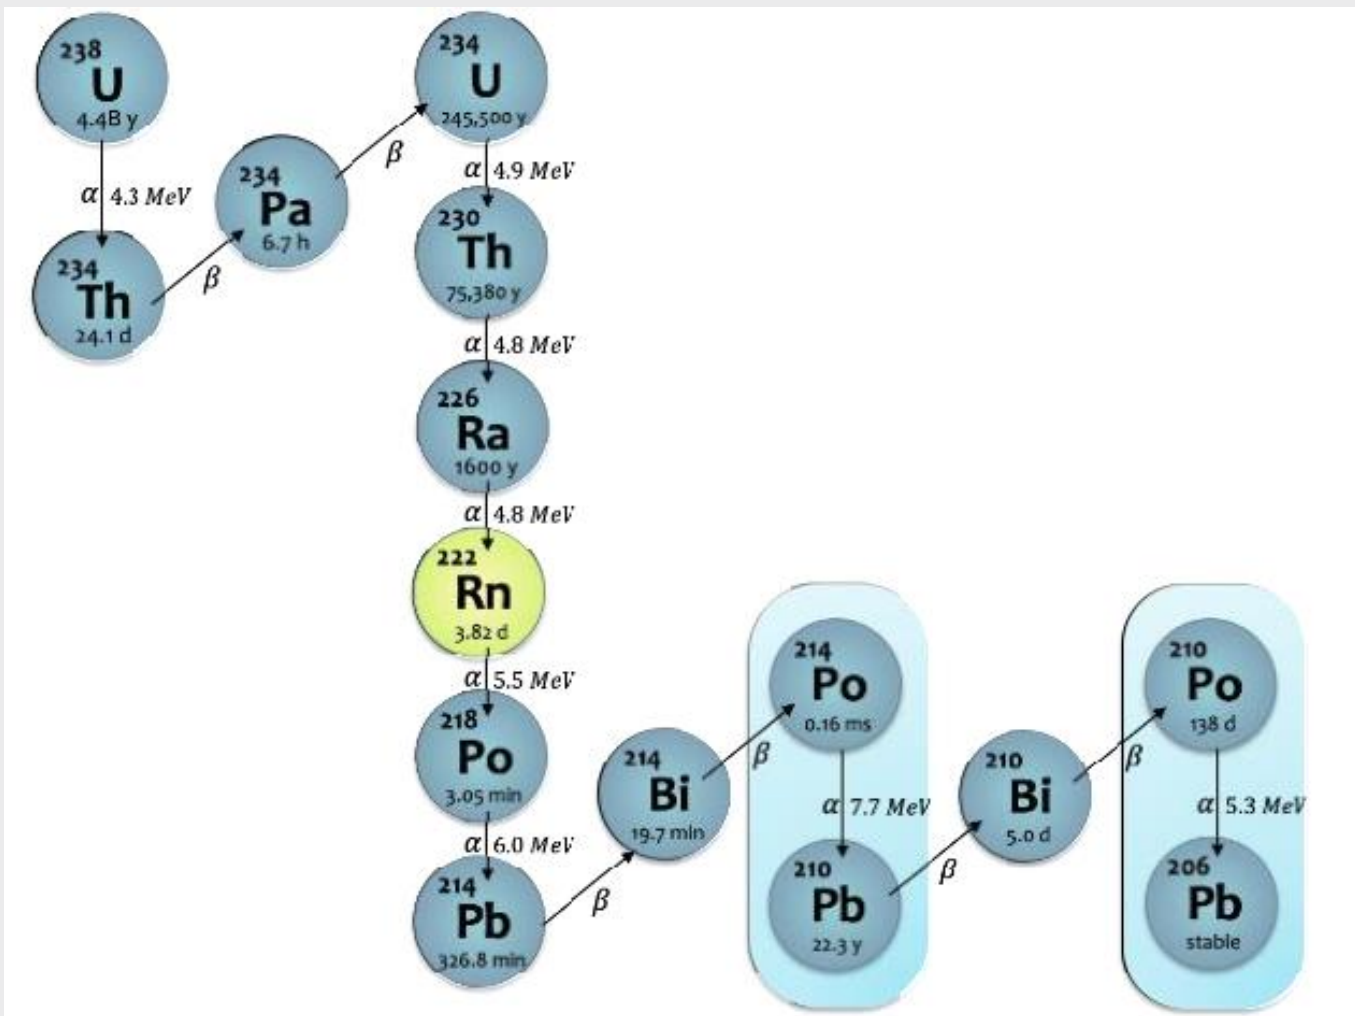 238
U
4.4B y
α 4.3 MeV
234
Th
24.1 d
β
234
Pa
6.7 h
β
234
U
245,500 y
α 4.9 MeV
230
Th
75,380 y
α 4.8 MeV
226
Ra
1600 y
α 4.8 MeV
222
Rn
3.82 d
α 5.5 MeV
218
Po
3.05 min
α 6.0 MeV
214
Pb
326.8 min
β
214
Bi
19.7 min
β
214
Po
0.16 ms
α 7.7 MeV
210
Pb
22.3 y
β
210
Bi
5.0 d
β
210
Po
138 d
α 5.3 MeV
206
Pb
stable